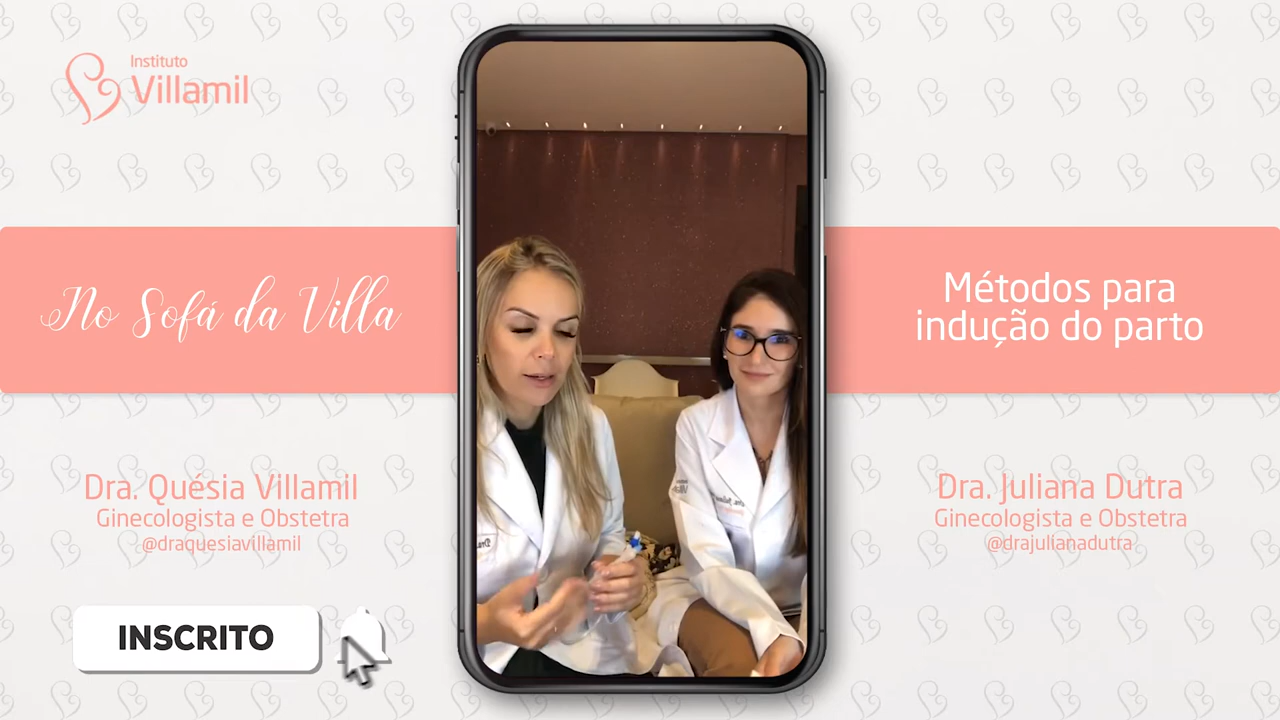 Instituto
Villamil
No Sofá da Villa
Métodos para
indução do parto
Dra. Quésia Villamil
Ginecologista e Obstetra
@draquesiavillamil
Dra. Juliana Dutra
Ginecologista e Obstetra
@drajulianadutra
INSCRITO